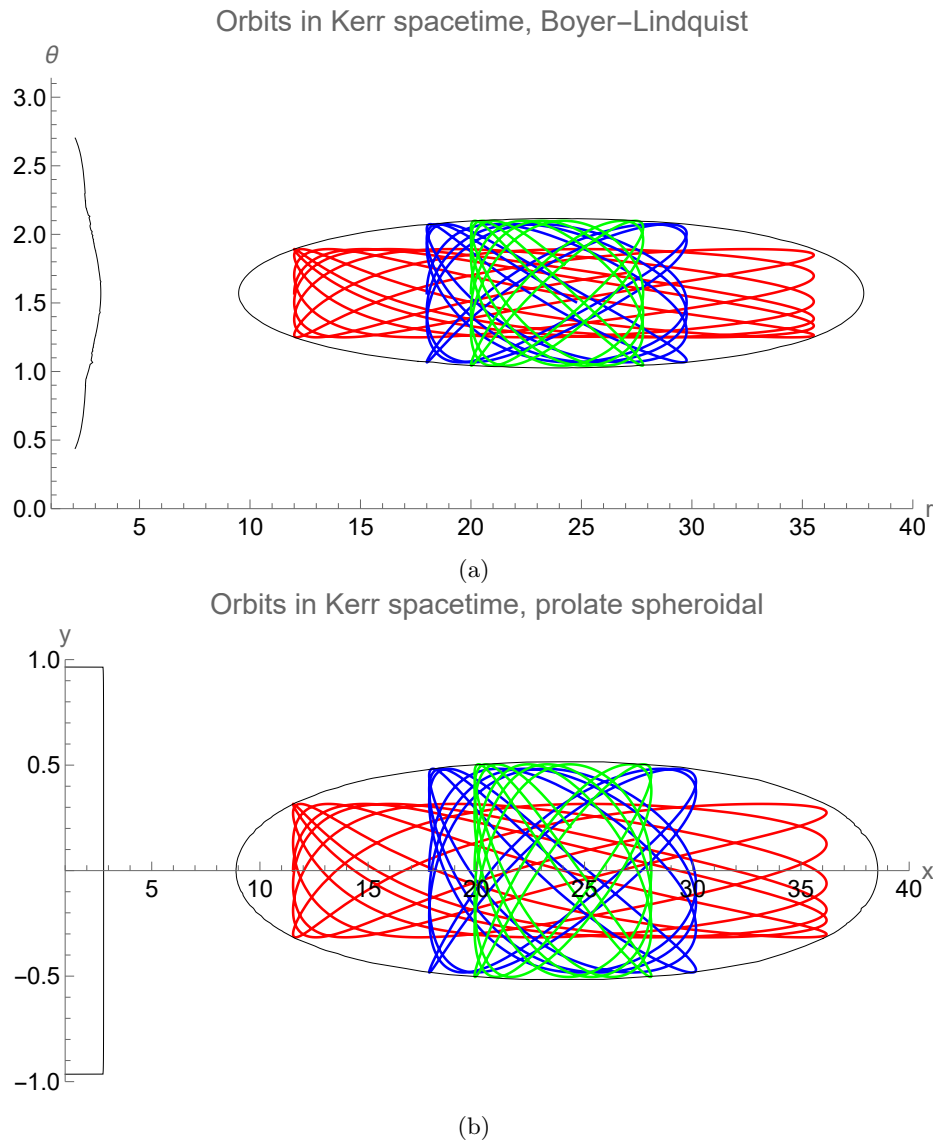 Orbits in Kerr spacetime, Boyer−Lindquist
θ
3.0
2.5
2.0
1.5
1.0
0.5
0.0
5 10 15 20 25 30 35 40 r
(a)
Orbits in Kerr spacetime, prolate spheroidal
y
1.0
0.5
5 10 15 20 25 30 35 40 x
−0.5
−1.0
(b)